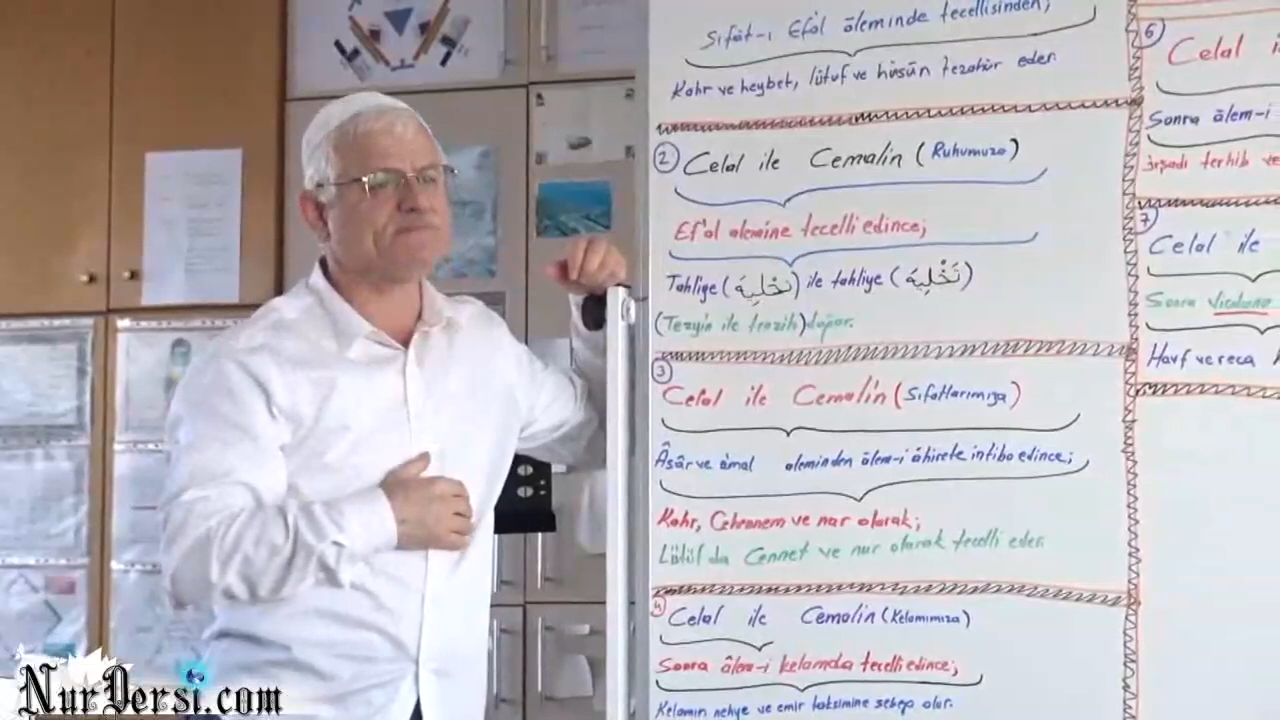 Sıfât-ı Ef'al âleminde tecellisinden;
Kahr ve heybet, lütuf ve hüsün tezahür eder.
2 Celal ile Cemalin (Ruhumuza)
Ef'al alemine tecelli edince;
Tahliye (تَحْلِيَة) ile tahliye (تَخْلِيَة)
(Tezyin ile tenzih) doğar.
3 Celal ile Cemalin (Sıfatlarımıza)
Âsâr ve âmal aleminden âlem-i âhirete intiba edince;
Kahr, Cehennem ve nar olarak;
Lütüf da Cennet ve nur olarak tecelli eder.
4 Celal ile Cemalin (Kelamımıza)
Sonra âlem-i kelamda tecelli edince;
Kelamın nehye ve emir taksimine sebep olur.
6 Celal
Sonra âlem-i
İrşadı terhib ve
7
Celal ile
Sonra vicdana
Havf ve reca
NurDersi.com